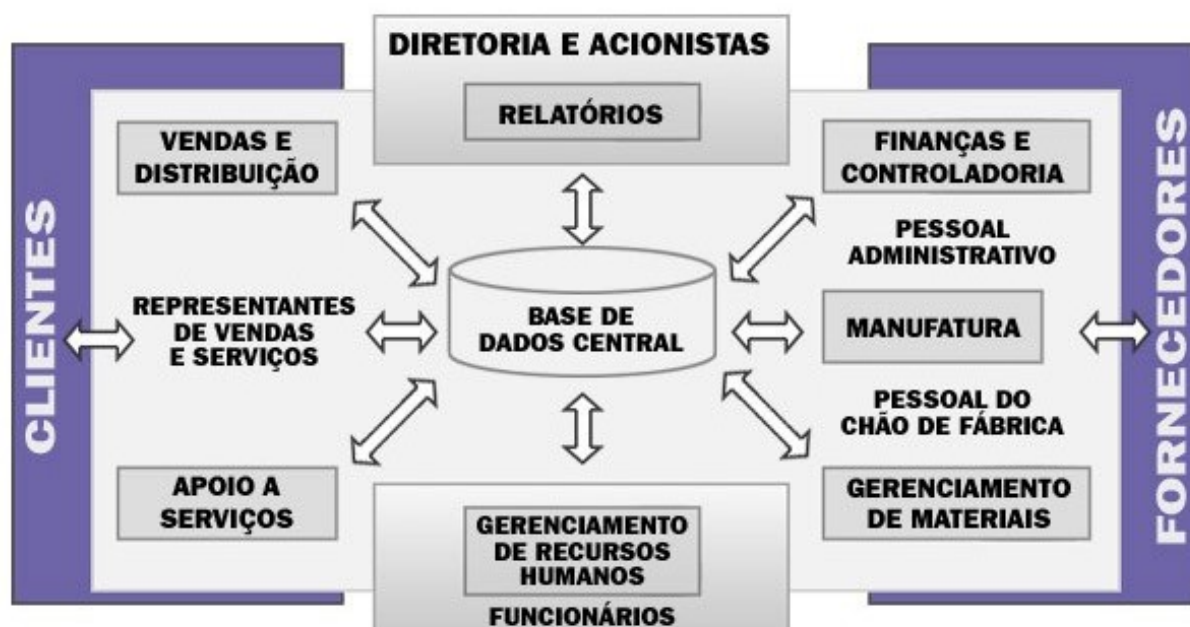 DIRETORIA E ACIONISTAS
RELATÓRIOS
CLIENTES
VENDAS E
DISTRIBUIÇÃO
REPRESENTANTES
DE VENDAS
E SERVIÇOS
APOIO A
SERVIÇOS
BASE DE
DADOS CENTRAL
GERENCIAMENTO
DE RECURSOS
HUMANOS
FUNCIONÁRIOS
FINANÇAS E
CONTROLADORIA
PESSOAL
ADMINISTRATIVO
MANUFATURA
PESSOAL DO
CHÃO DE FÁBRICA
GERENCIAMENTO
DE MATERIAIS
FORNECEDORES